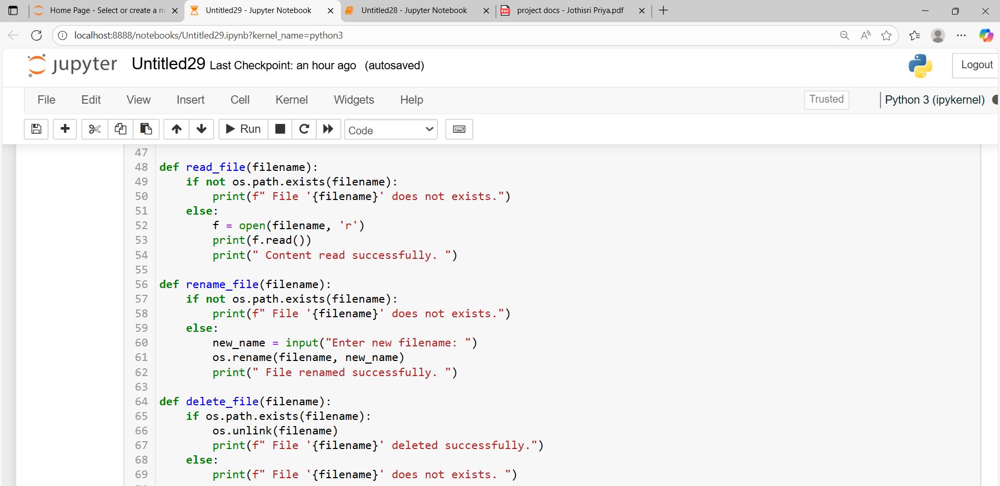 Home Page - Select or create a no
Untitled29 - Jupyter Notebook
Untitled28 - Jupyter Notebook
PDF
project docs - Jothisri Priya.pdf
localhost:8888/notebooks/Untitled29.ipynb?kernel_name=python3
jupyter Untitled29 Last Checkpoint: an hour ago (autosaved)
Logout
File Edit View Insert Cell Kernel Widgets Help
Trusted
Python 3 (ipykernel)
Run
Code
47
48 def read_file(filename):
49     if not os.path.exists(filename):
50         print(f" File '{filename}' does not exists.")
51     else:
52         f = open(filename, 'r')
53         print(f.read())
54         print(" Content read successfully. ")
55
56 def rename_file(filename):
57     if not os.path.exists(filename):
58         print(f" File '{filename}' does not exists.")
59     else:
60         new_name = input("Enter new filename: ")
61         os.rename(filename, new_name)
62         print(" File renamed successfully. ")
63
64 def delete_file(filename):
65     if os.path.exists(filename):
66         os.unlink(filename)
67         print(f" File '{filename}' deleted successfully.")
68     else:
69         print(f" File '{filename}' does not exists. ")